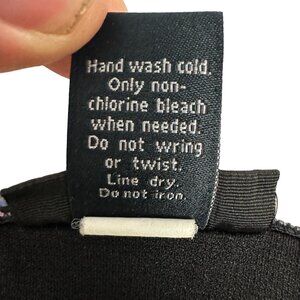 Hand wash cold.
Only non-
chlorine bleach
when needed.
Do not wring
or twist.
Line dry.
Do not iron.